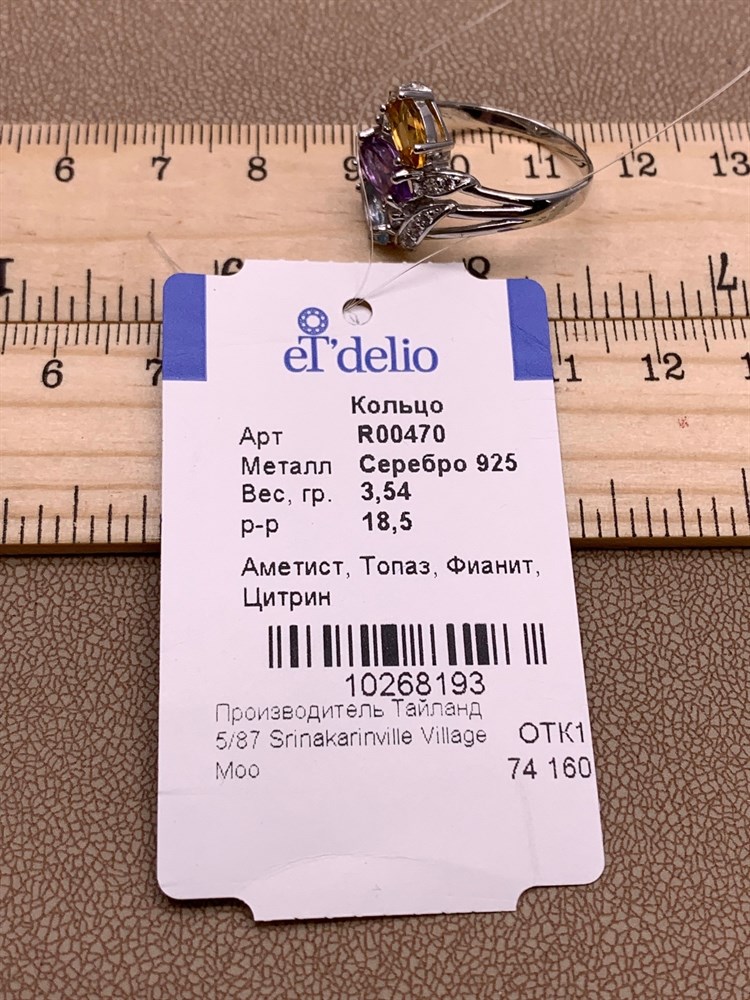 6 7 8 9 10 11 12 13
eT'delio
6 7 11 12
Кольцо
Арт R00470
Металл Серебро 925
Вес, гр. 3,54
р-р 18,5
Аметист, Топаз, Фианит,
Цитрин
10268193
Производитель Тайланд
5/87 Srinakarinville Village ОТК1
Moo 74 160